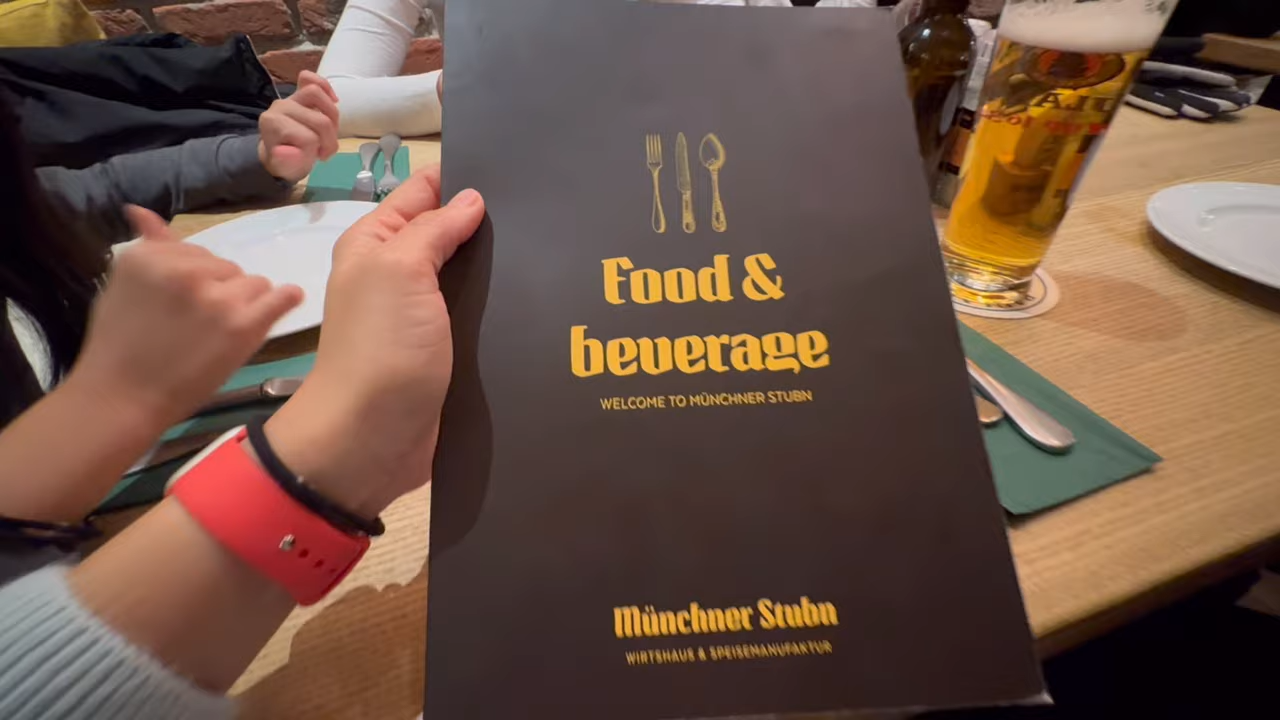 Food &
beverage
WELCOME TO MÜNCHNER STUBN
Münchner Stubn
WIRTSHAUS & SPEISEMANUFAKTUR